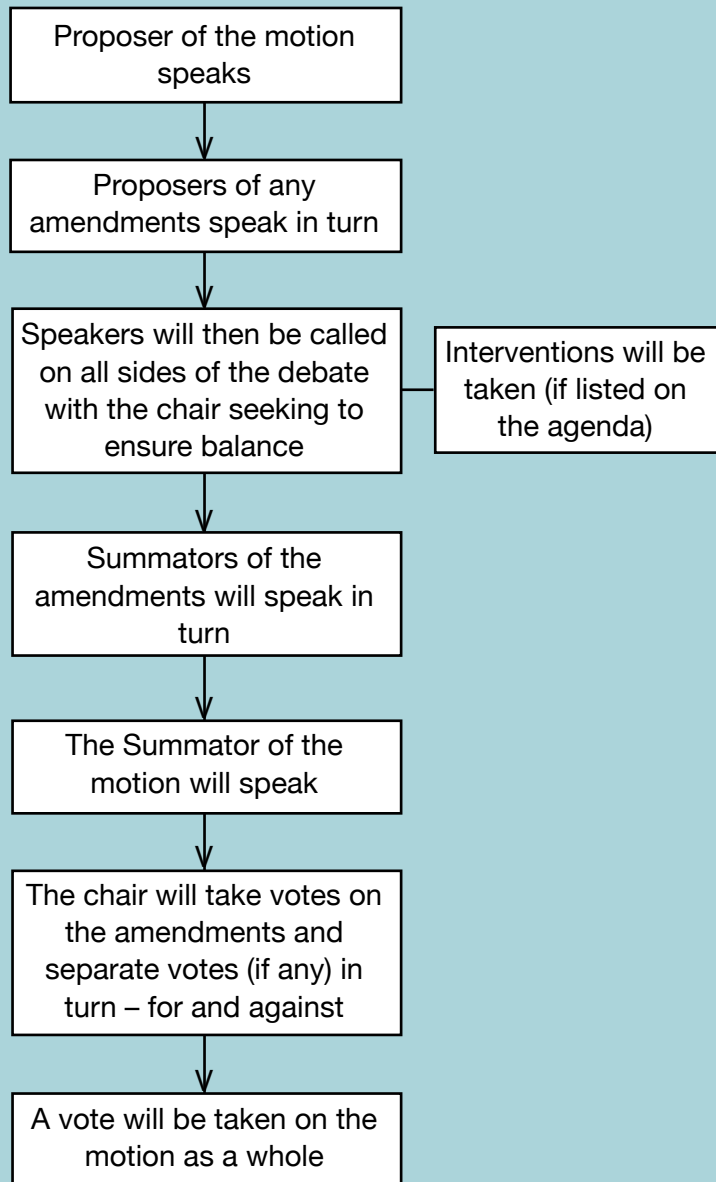 Proposer of the motion
speaks
Proposers of any
amendments speak in turn
Speakers will then be called
on all sides of the debate
with the chair seeking to
ensure balance
Interventions will be
taken (if listed on
the agenda)
Summators of the
amendments will speak in
turn
The Summator of the
motion will speak
The chair will take votes on
the amendments and
separate votes (if any) in
turn – for and against
A vote will be taken on the
motion as a whole